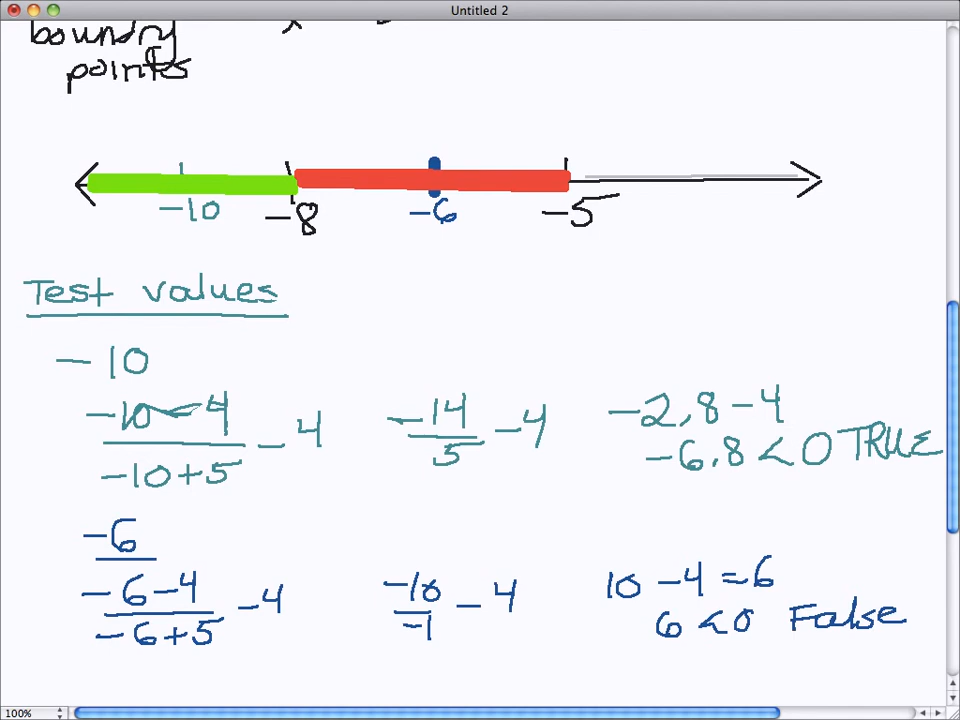 Untitled 2
boundry
points
-10 -8 -6 -5
Test values
-10
-10-4
-10+5
-4
-14
5
-4
-2.8-4
-6.8<0 TRUE
-6
-6-4
-6+5
-4
-10
-1
-4
10-4=6
6<0 False
100%